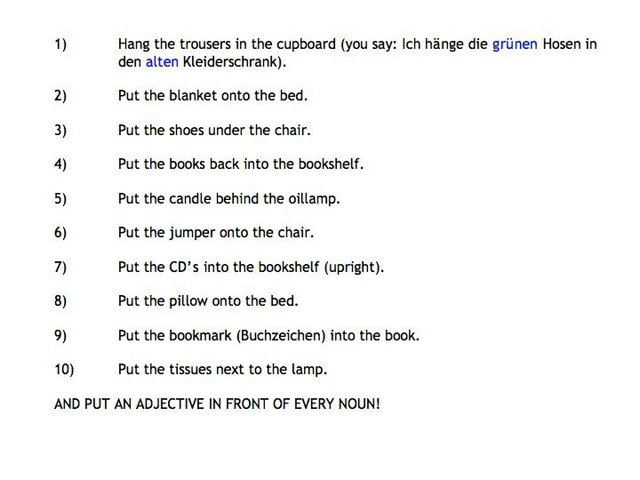 1) Hang the trousers in the cupboard (you say: Ich hänge die grünen Hosen in
den alten Kleiderschrank).
2) Put the blanket onto the bed.
3) Put the shoes under the chair.
4) Put the books back into the bookshelf.
5) Put the candle behind the oillamp.
6) Put the jumper onto the chair.
7) Put the CD's into the bookshelf (upright).
8) Put the pillow onto the bed.
9) Put the bookmark (Buchzeichen) into the book.
10) Put the tissues next to the lamp.
AND PUT AN ADJECTIVE IN FRONT OF EVERY NOUN!